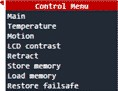 Control Menu
Main
Temperature
Motion
LCD contrast
Retract
Store memory
Load memory
Restore failsafe